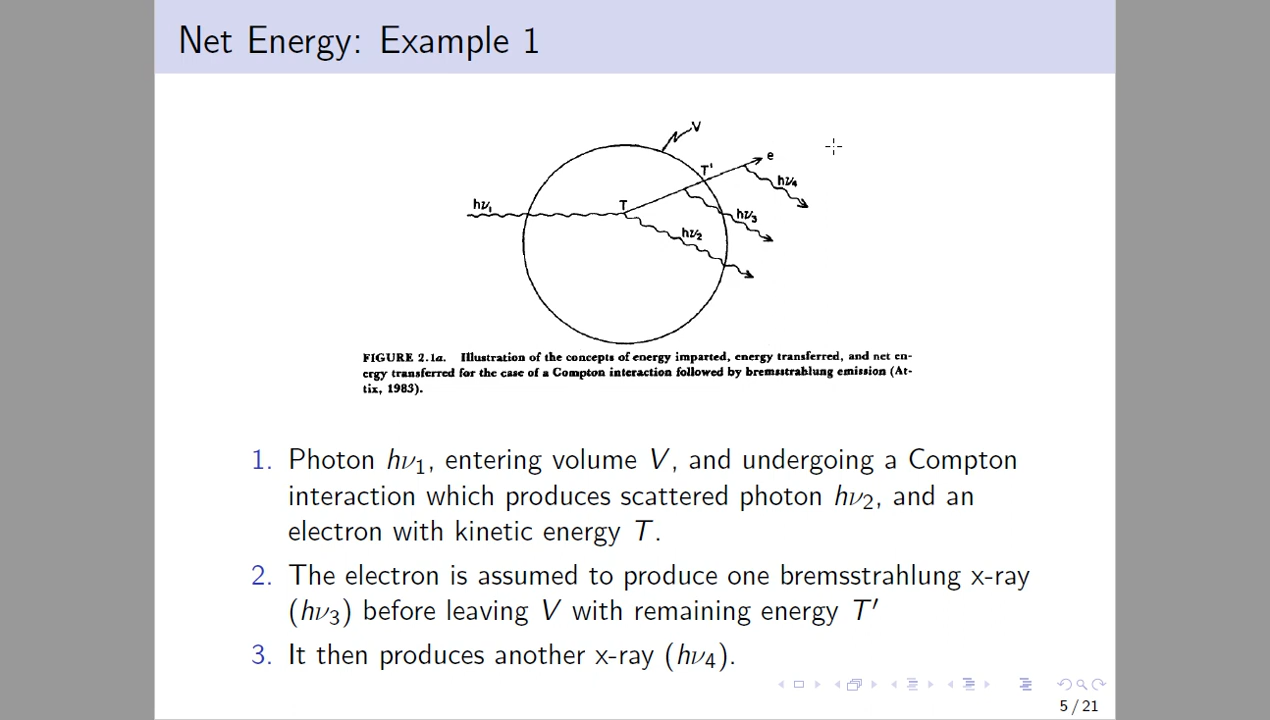 Net Energy: Example 1
V
e
T'
hν₄
hν₁
T
hν₃
hν₂
FIGURE 2.1a. Illustration of the concepts of energy imparted, energy transferred, and net en-
ergy transferred for the case of a Compton interaction followed by bremsstrahlung emission (At-
tix, 1983).
1. Photon hν₁, entering volume V, and undergoing a Compton
interaction which produces scattered photon hν₂, and an
electron with kinetic energy T.
2. The electron is assumed to produce one bremsstrahlung x-ray
(hν₃) before leaving V with remaining energy T′
3. It then produces another x-ray (hν₄).
5 / 21